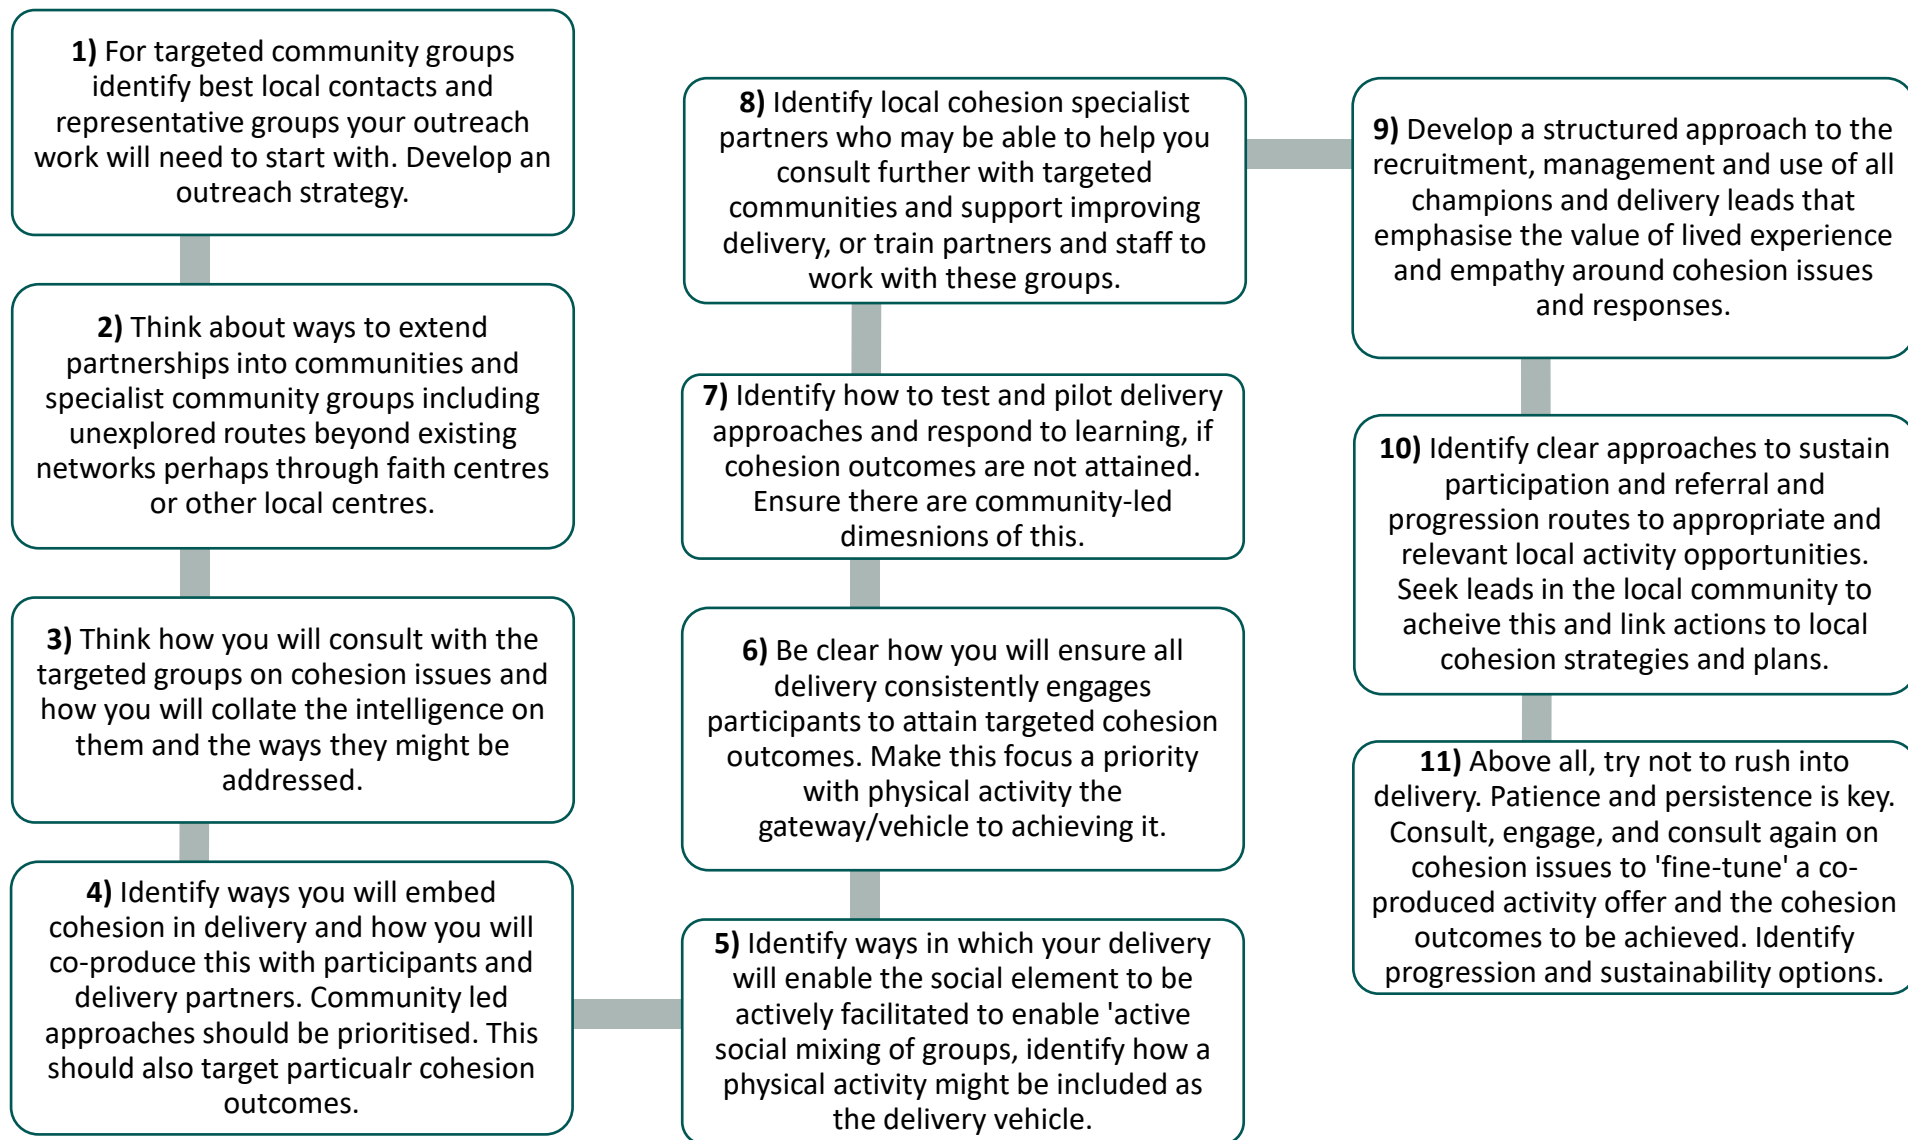 1) For targeted community groups
identify best local contacts and
representative groups your outreach
work will need to start with. Develop an
outreach strategy.
2) Think about ways to extend
partnerships into communities and
specialist community groups including
unexplored routes beyond existing
networks perhaps through faith centres
or other local centres.
3) Think how you will consult with the
targeted groups on cohesion issues and
how you will collate the intelligence on
them and the ways they might be
addressed.
4) Identify ways you will embed
cohesion in delivery and how you will
co-produce this with participants and
delivery partners. Community led
approaches should be prioritised. This
should also target particualr cohesion
outcomes.
5) Identify ways in which your delivery
will enable the social element to be
actively facilitated to enable 'active
social mixing of groups, identify how a
physical activity might be included as
the delivery vehicle.
6) Be clear how you will ensure all
delivery consistently engages
participants to attain targeted cohesion
outcomes. Make this focus a priority
with physical activity the
gateway/vehicle to achieving it.
7) Identify how to test and pilot delivery
approaches and respond to learning, if
cohesion outcomes are not attained.
Ensure there are community-led
dimesnions of this.
8) Identify local cohesion specialist
partners who may be able to help you
consult further with targeted
communities and support improving
delivery, or train partners and staff to
work with these groups.
9) Develop a structured approach to the
recruitment, management and use of all
champions and delivery leads that
emphasise the value of lived experience
and empathy around cohesion issues
and responses.
10) Identify clear approaches to sustain
participation and referral and
progression routes to appropriate and
relevant local activity opportunities.
Seek leads in the local community to
acheive this and link actions to local
cohesion strategies and plans.
11) Above all, try not to rush into
delivery. Patience and persistence is key.
Consult, engage, and consult again on
cohesion issues to 'fine-tune' a co-
produced activity offer and the cohesion
outcomes to be achieved. Identify
progression and sustainability options.